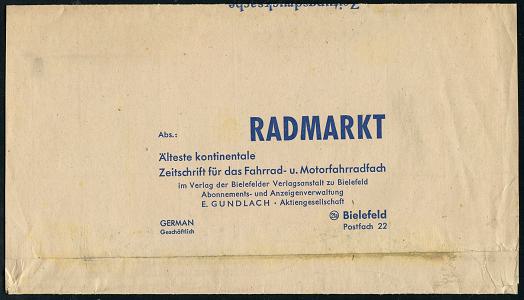 Zeitungsdrucksache
Abs.: RADMARKT
Älteste kontinentale
Zeitschrift für das Fahrrad- u. Motorfahrradfach
im Verlag der Bielefelder Verlagsanstalt zu Bielefeld
Abonnements- und Anzeigenverwaltung
E. GUNDLACH · Aktiengesellschaft
Bielefeld
Postfach 22
GERMAN
Geschäftlich